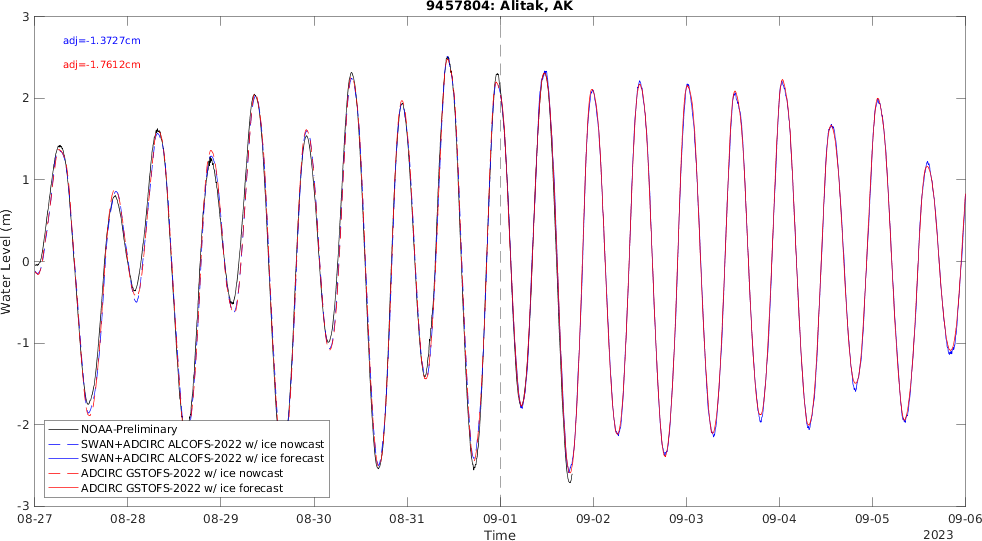 9457804: Alitak, AK
adj=-1.3727cm
adj=-1.7612cm
Water Level (m)
3
2
1
0
-1
-2
-3
NOAA-Preliminary
SWAN+ADCIRC ALCOFS-2022 w/ ice nowcast
SWAN+ADCIRC ALCOFS-2022 w/ ice forecast
ADCIRC GSTOFS-2022 w/ ice nowcast
ADCIRC GSTOFS-2022 w/ ice forecast
08-27 08-28 08-29 08-30 08-31 09-01 09-02 09-03 09-04 09-05 09-06
Time
2023